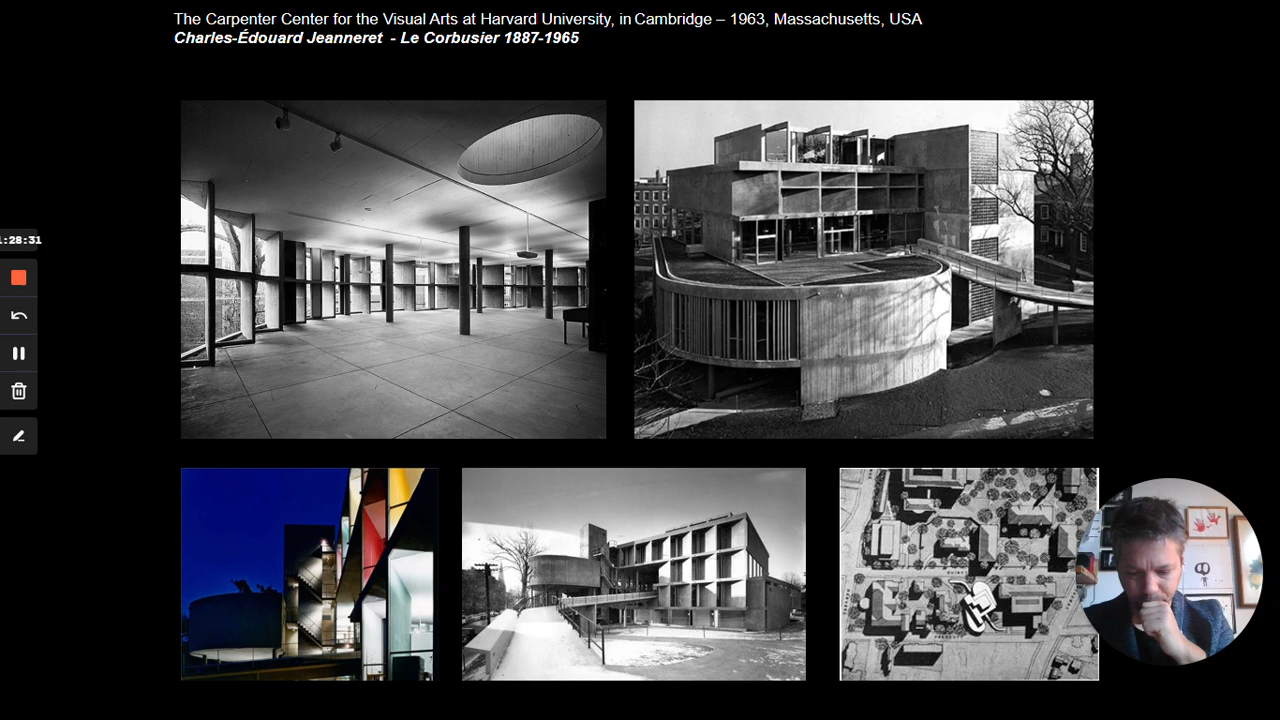 The Carpenter Center for the Visual Arts at Harvard University, in Cambridge – 1963, Massachusetts, USA
Charles-Édouard Jeanneret - Le Corbusier 1887-1965
1:28:31